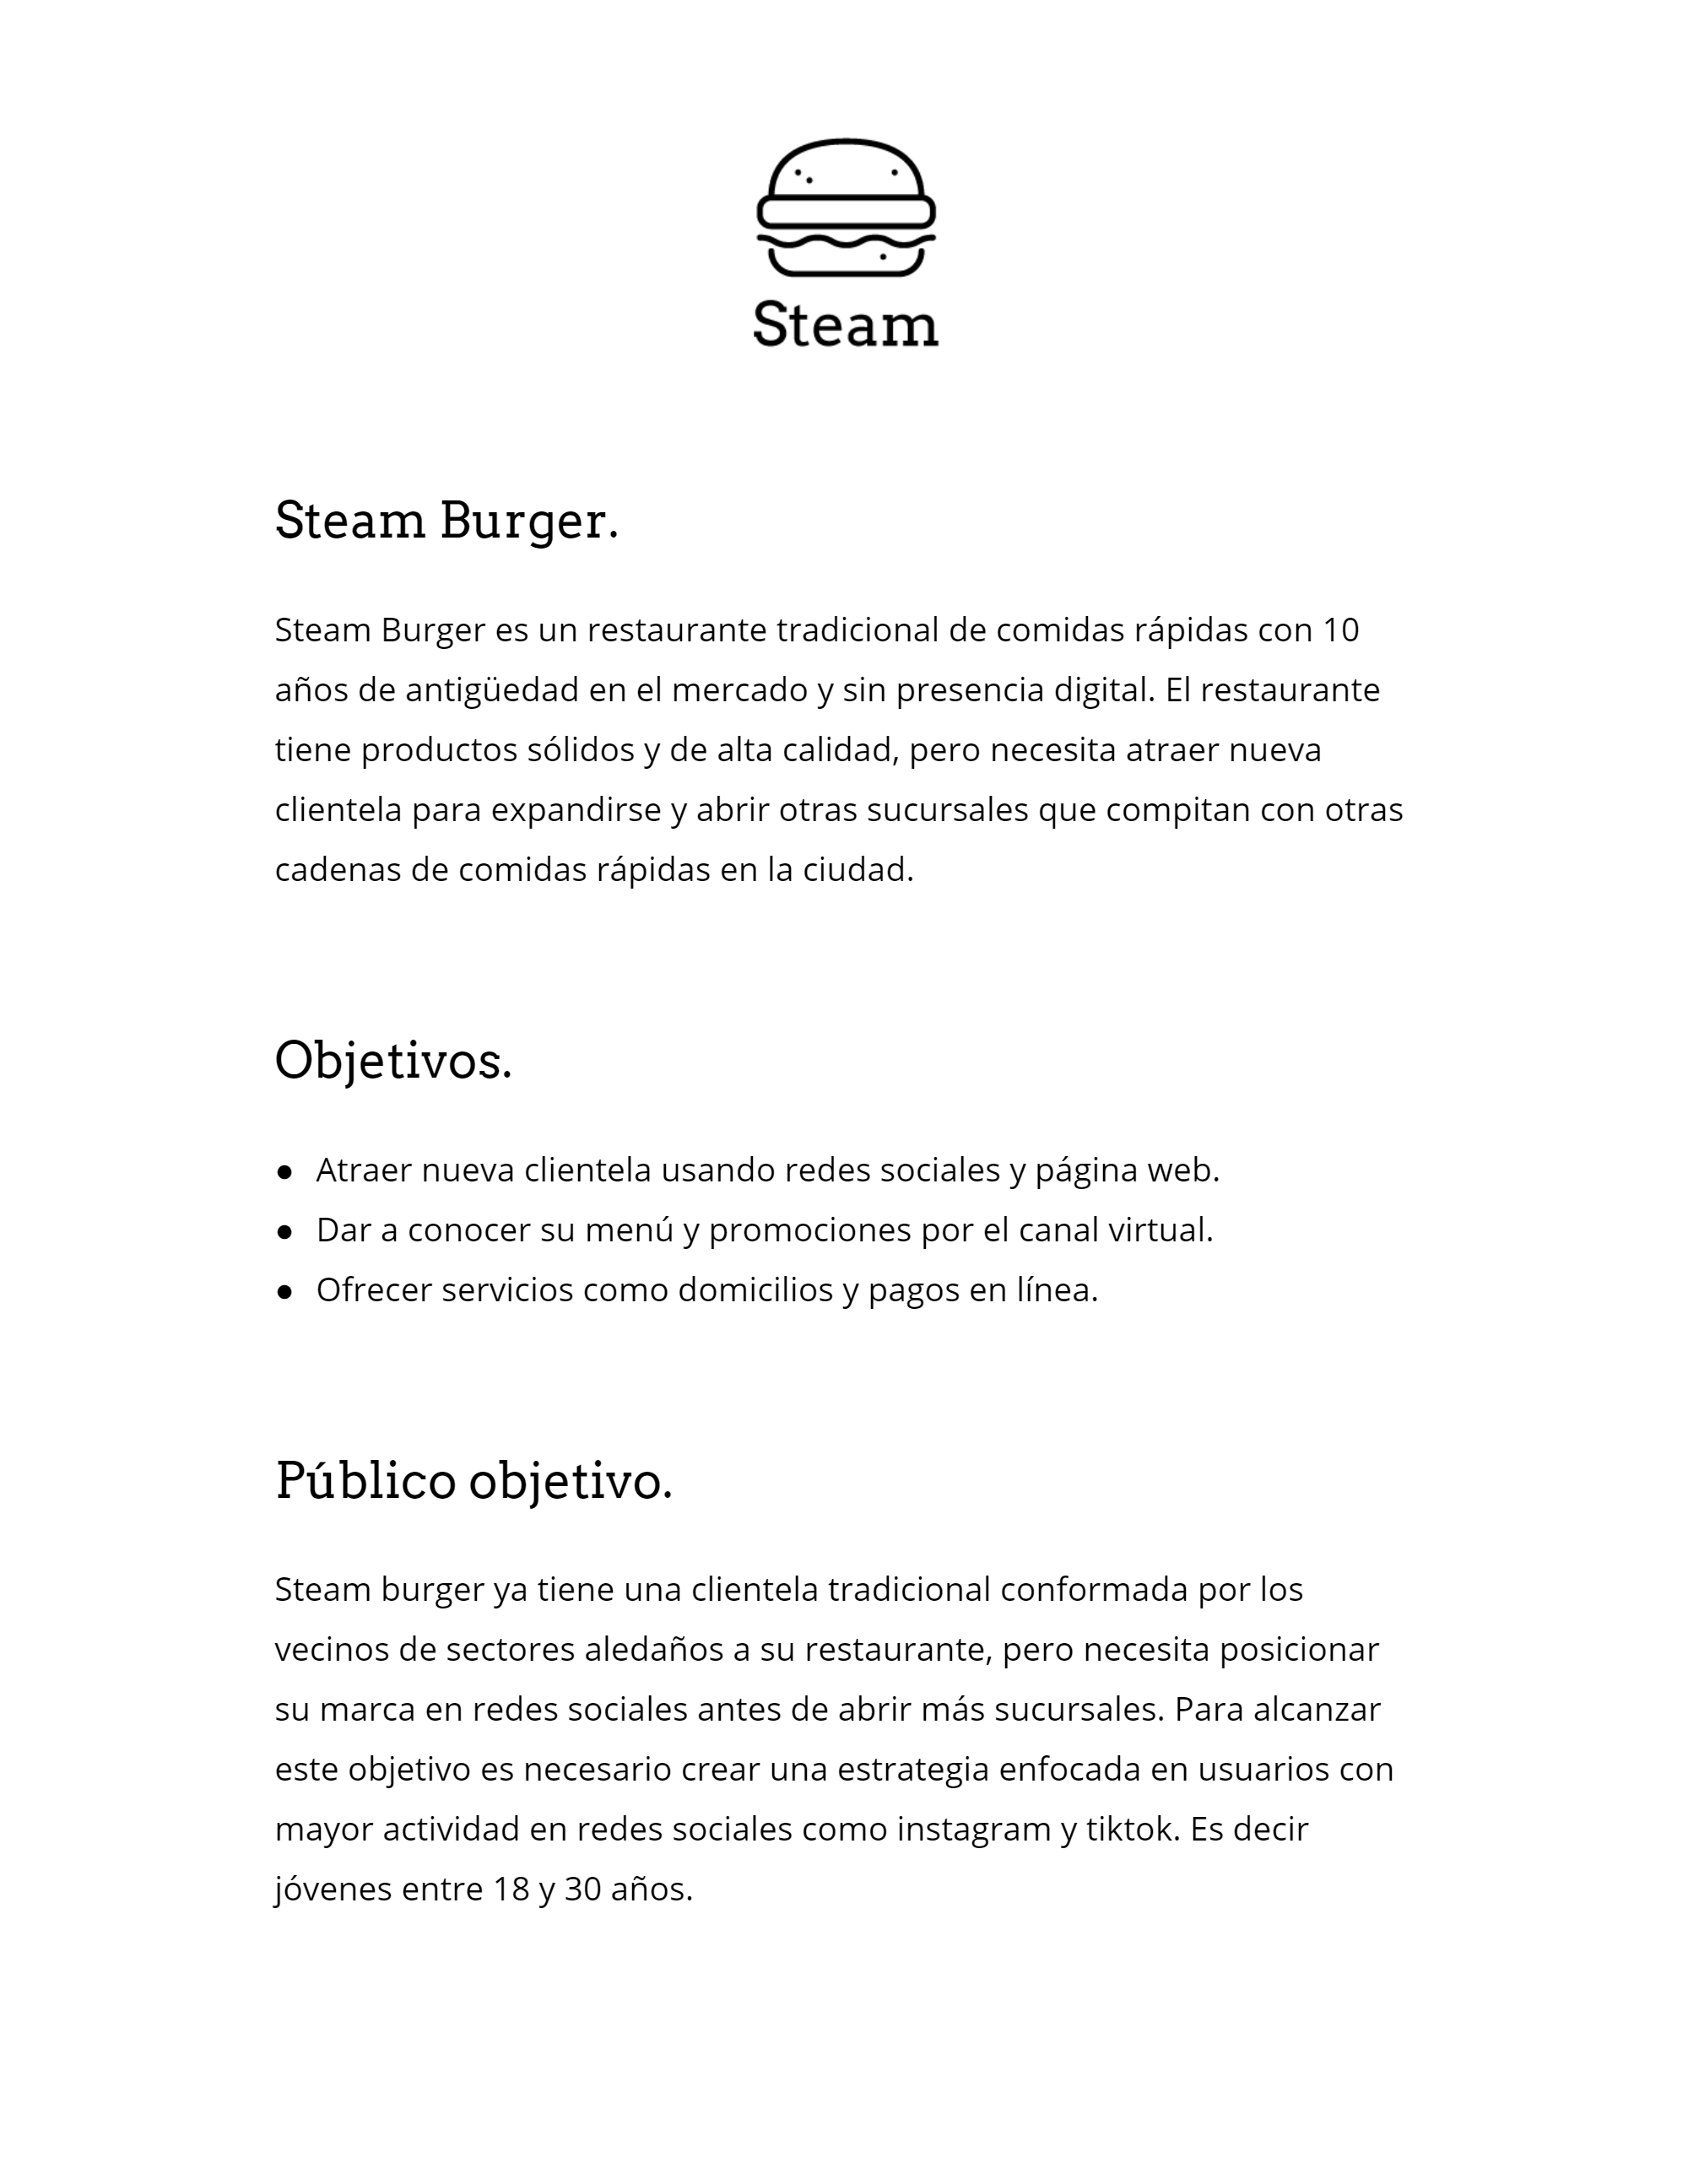 Steam
Steam Burger.
Steam Burger es un restaurante tradicional de comidas rápidas con 10
años de antigüedad en el mercado y sin presencia digital. El restaurante
tiene productos sólidos y de alta calidad, pero necesita atraer nueva
clientela para expandirse y abrir otras sucursales que compitan con otras
cadenas de comidas rápidas en la ciudad.
Objetivos.
● Atraer nueva clientela usando redes sociales y página web.
● Dar a conocer su menú y promociones por el canal virtual.
● Ofrecer servicios como domicilios y pagos en línea.
Público objetivo.
Steam burger ya tiene una clientela tradicional conformada por los
vecinos de sectores aledaños a su restaurante, pero necesita posicionar
su marca en redes sociales antes de abrir más sucursales. Para alcanzar
este objetivo es necesario crear una estrategia enfocada en usuarios con
mayor actividad en redes sociales como instagram y tiktok. Es decir
jóvenes entre 18 y 30 años.